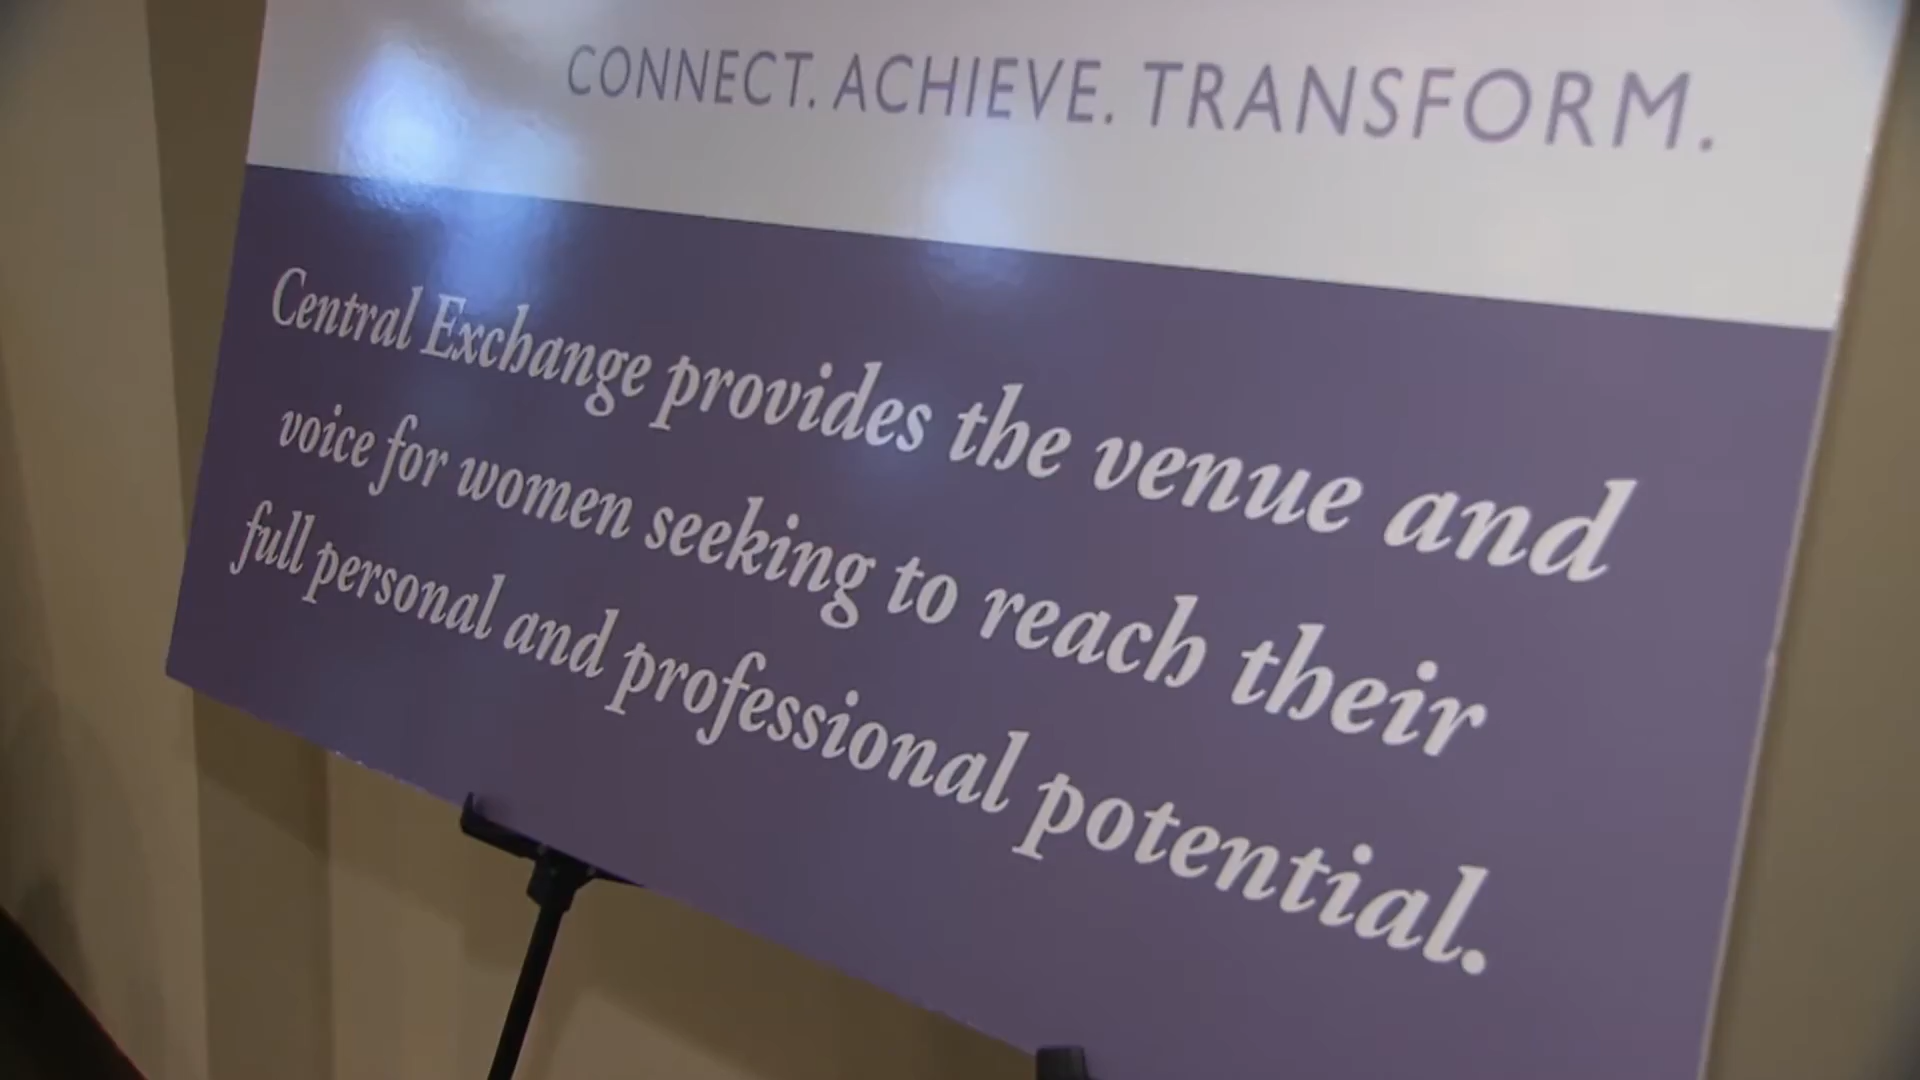 CONNECT. ACHIEVE. TRANSFORM.
Central Exchange provides the venue and
voice for women seeking to reach their
full personal and professional potential.